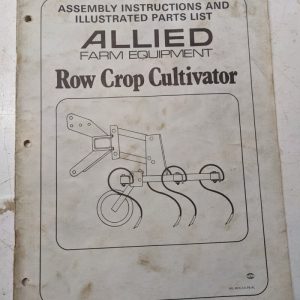 ASSEMBLY INSTRUCTIONS AND
ILLUSTRATED PARTS LIST
ALLIED
FARM EQUIPMENT
Row Crop Cultivator